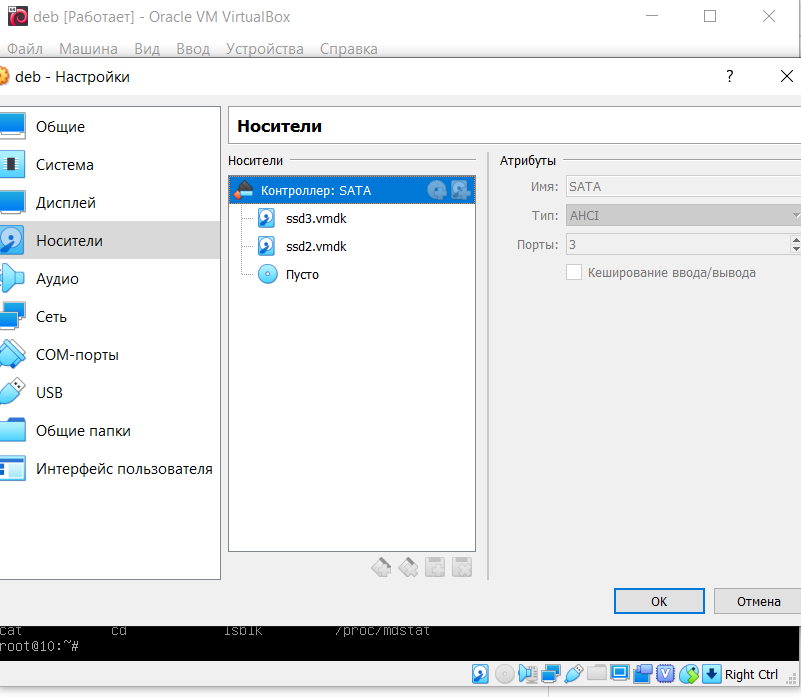 deb [Работает] - Oracle VM VirtualBox
Файл Машина Вид Ввод Устройства Справка
deb - Настройки
?
Общие
Система
Дисплей
Носители
Аудио
Сеть
COM-порты
USB
Общие папки
Интерфейс пользователя
Носители
Носители
Контроллер: SATA
ssd3.vmdk
ssd2.vmdk
Пусто
Атрибуты
Имя: SATA
Тип: AHCI
Порты: 3
Кеширование ввода/вывода
OK Отмена
cat cd lsblk /proc/mdstat
root@10:~#
Right Ctrl